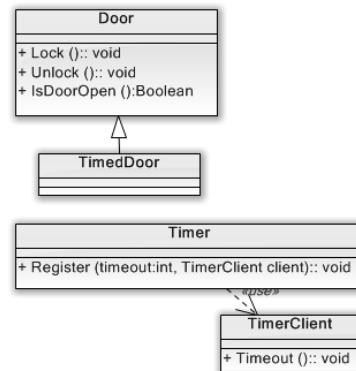 Door
+ Lock ():: void
+ Unlock ():: void
+ IsDoorOpen ():Boolean
TimedDoor
Timer
+ Register (timeout:int, TimerClient client):: void
«use»
TimerClient
+ Timeout ():: void